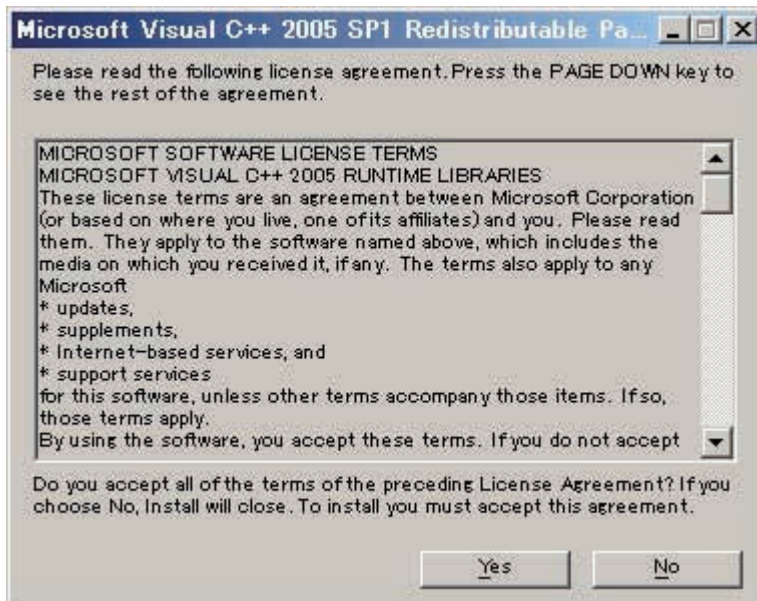 Microsoft Visual C++ 2005 SP1 Redistributable Pa...
Please read the following license agreement. Press the PAGE DOWN key to
see the rest of the agreement.
MICROSOFT SOFTWARE LICENSE TERMS
MICROSOFT VISUAL C++ 2005 RUNTIME LIBRARIES
These license terms are an agreement between Microsoft Corporation
(or based on where you live, one of its affiliates) and you. Please read
them. They apply to the software named above, which includes the
media on which you received it, if any. The terms also apply to any
Microsoft
* updates,
* supplements,
* Internet-based services, and
* support services
for this software, unless other terms accompany those items. If so,
those terms apply.
By using the software, you accept these terms. If you do not accept
Do you accept all of the terms of the preceding License Agreement? If you
choose No, Install will close. To install you must accept this agreement.
Yes No